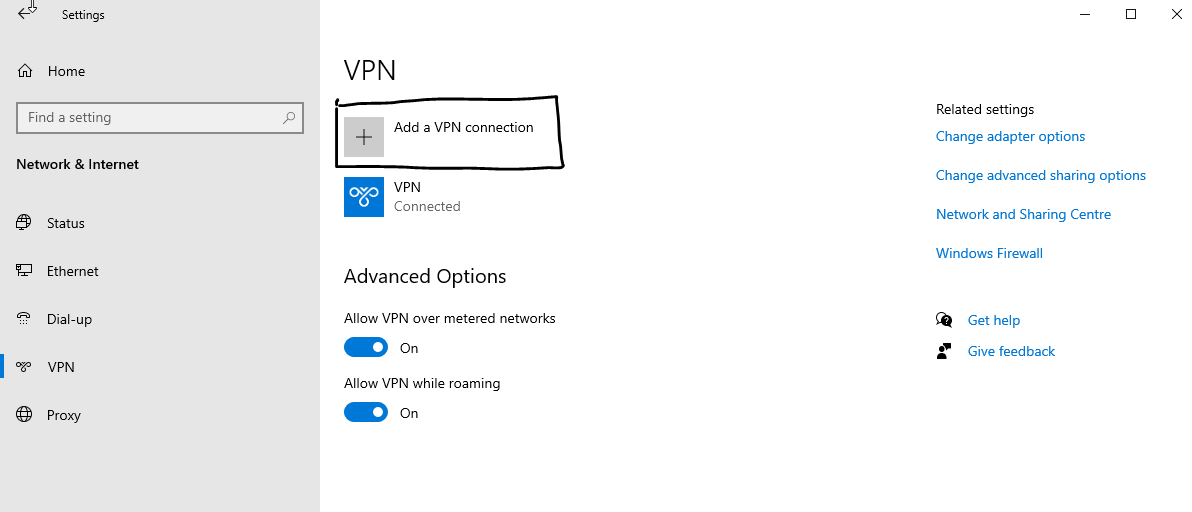 Settings
Home
Find a setting
Network & Internet
Status
Ethernet
Dial-up
VPN
Proxy
VPN
Add a VPN connection
VPN
Connected
Advanced Options
Allow VPN over metered networks
On
Allow VPN while roaming
On
Related settings
Change adapter options
Change advanced sharing options
Network and Sharing Centre
Windows Firewall
Get help
Give feedback